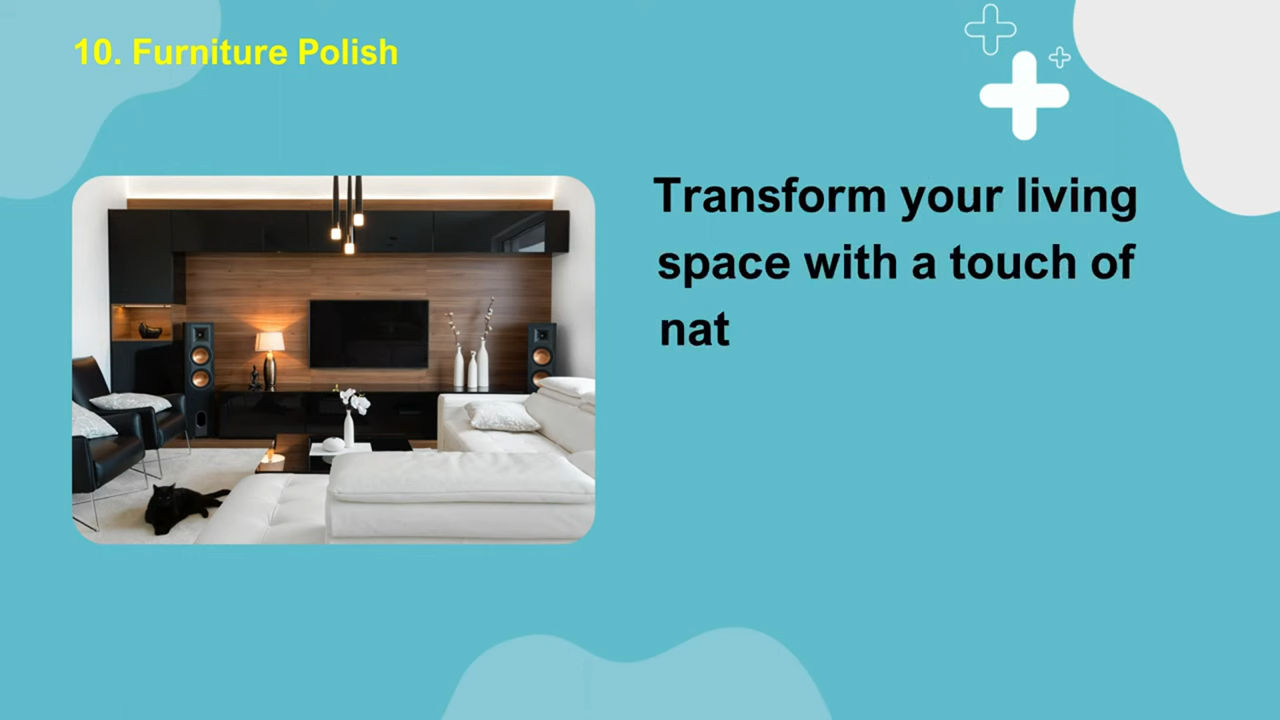 10. Furniture Polish
Transform your living
space with a touch of
nat